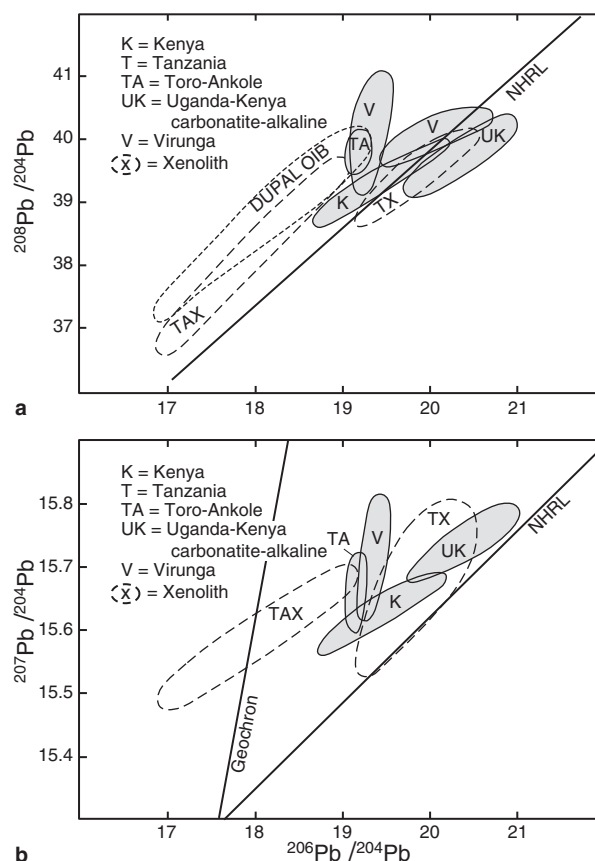 K = Kenya
T = Tanzania
TA = Toro-Ankole
UK = Uganda-Kenya
carbonatite-alkaline
V = Virunga
x = Xenolith
41
40
39
38
37
208Pb /204Pb
NHRL
V
V
TA
UK
DUPAL OIB
K
TX
TAX
17
18
19
20
21
a
K = Kenya
T = Tanzania
TA = Toro-Ankole
UK = Uganda-Kenya
carbonatite-alkaline
V = Virunga
x = Xenolith
15.8
15.7
15.6
15.5
15.4
207Pb /204Pb
TX
NHRL
TA
V
UK
TAX
K
Geochron
17
18
19
20
21
206Pb /204Pb
b